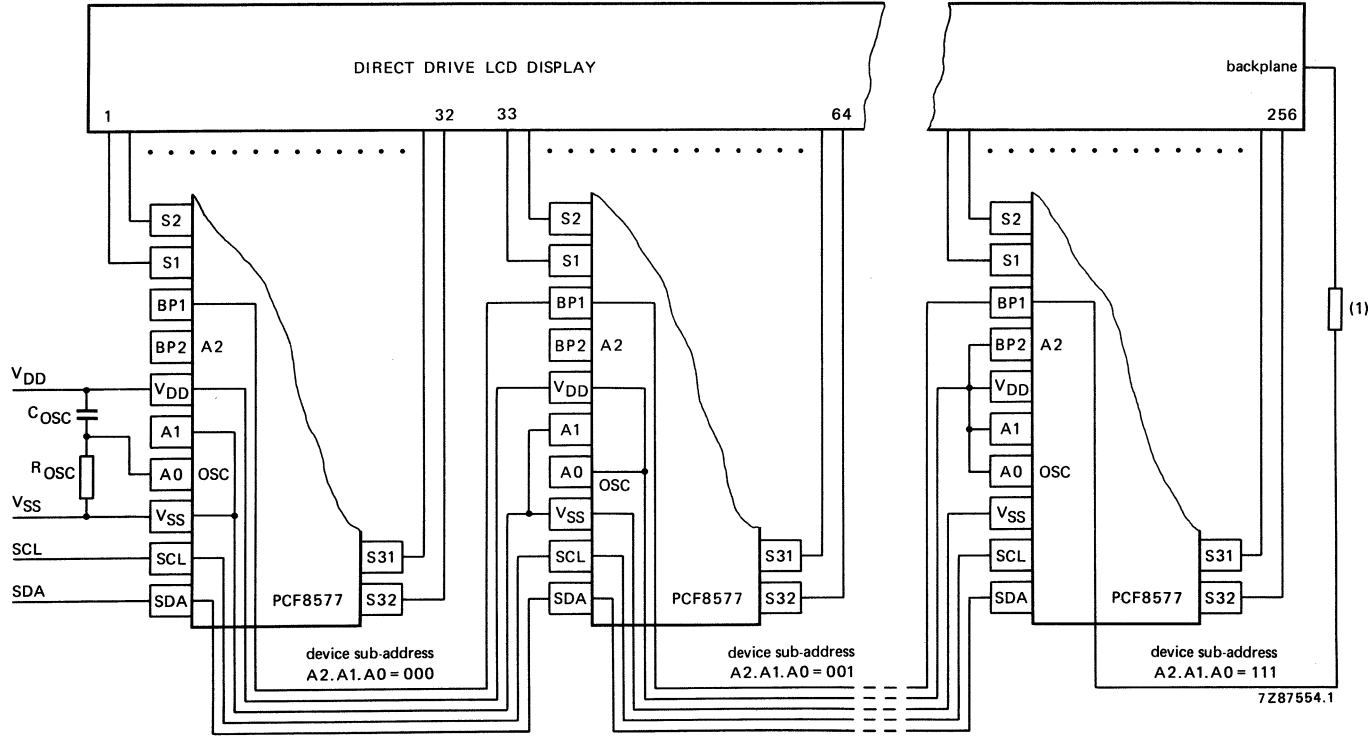 DIRECT DRIVE LCD DISPLAY
backplane
1
32
33
64
256
S2
S1
BP1
BP2 A2
VDD
VDD
COSC
A1
ROSC
A0 OSC
VSS
VSS
SCL
SCL
SDA
SDA
S31
S32
PCF8577
device sub-address
A2.A1.A0 = 000
S2
S1
BP1
BP2 A2
VDD
A1
A0
OSC
VSS
SCL
SDA
S31
S32
PCF8577
device sub-address
A2.A1.A0 = 001
S2
S1
BP1
BP2 A2
VDD
A1
A0 OSC
VSS
SCL
SDA
S31
S32
PCF8577
(1)
device sub-address
A2.A1.A0 = 111
7Z87554.1